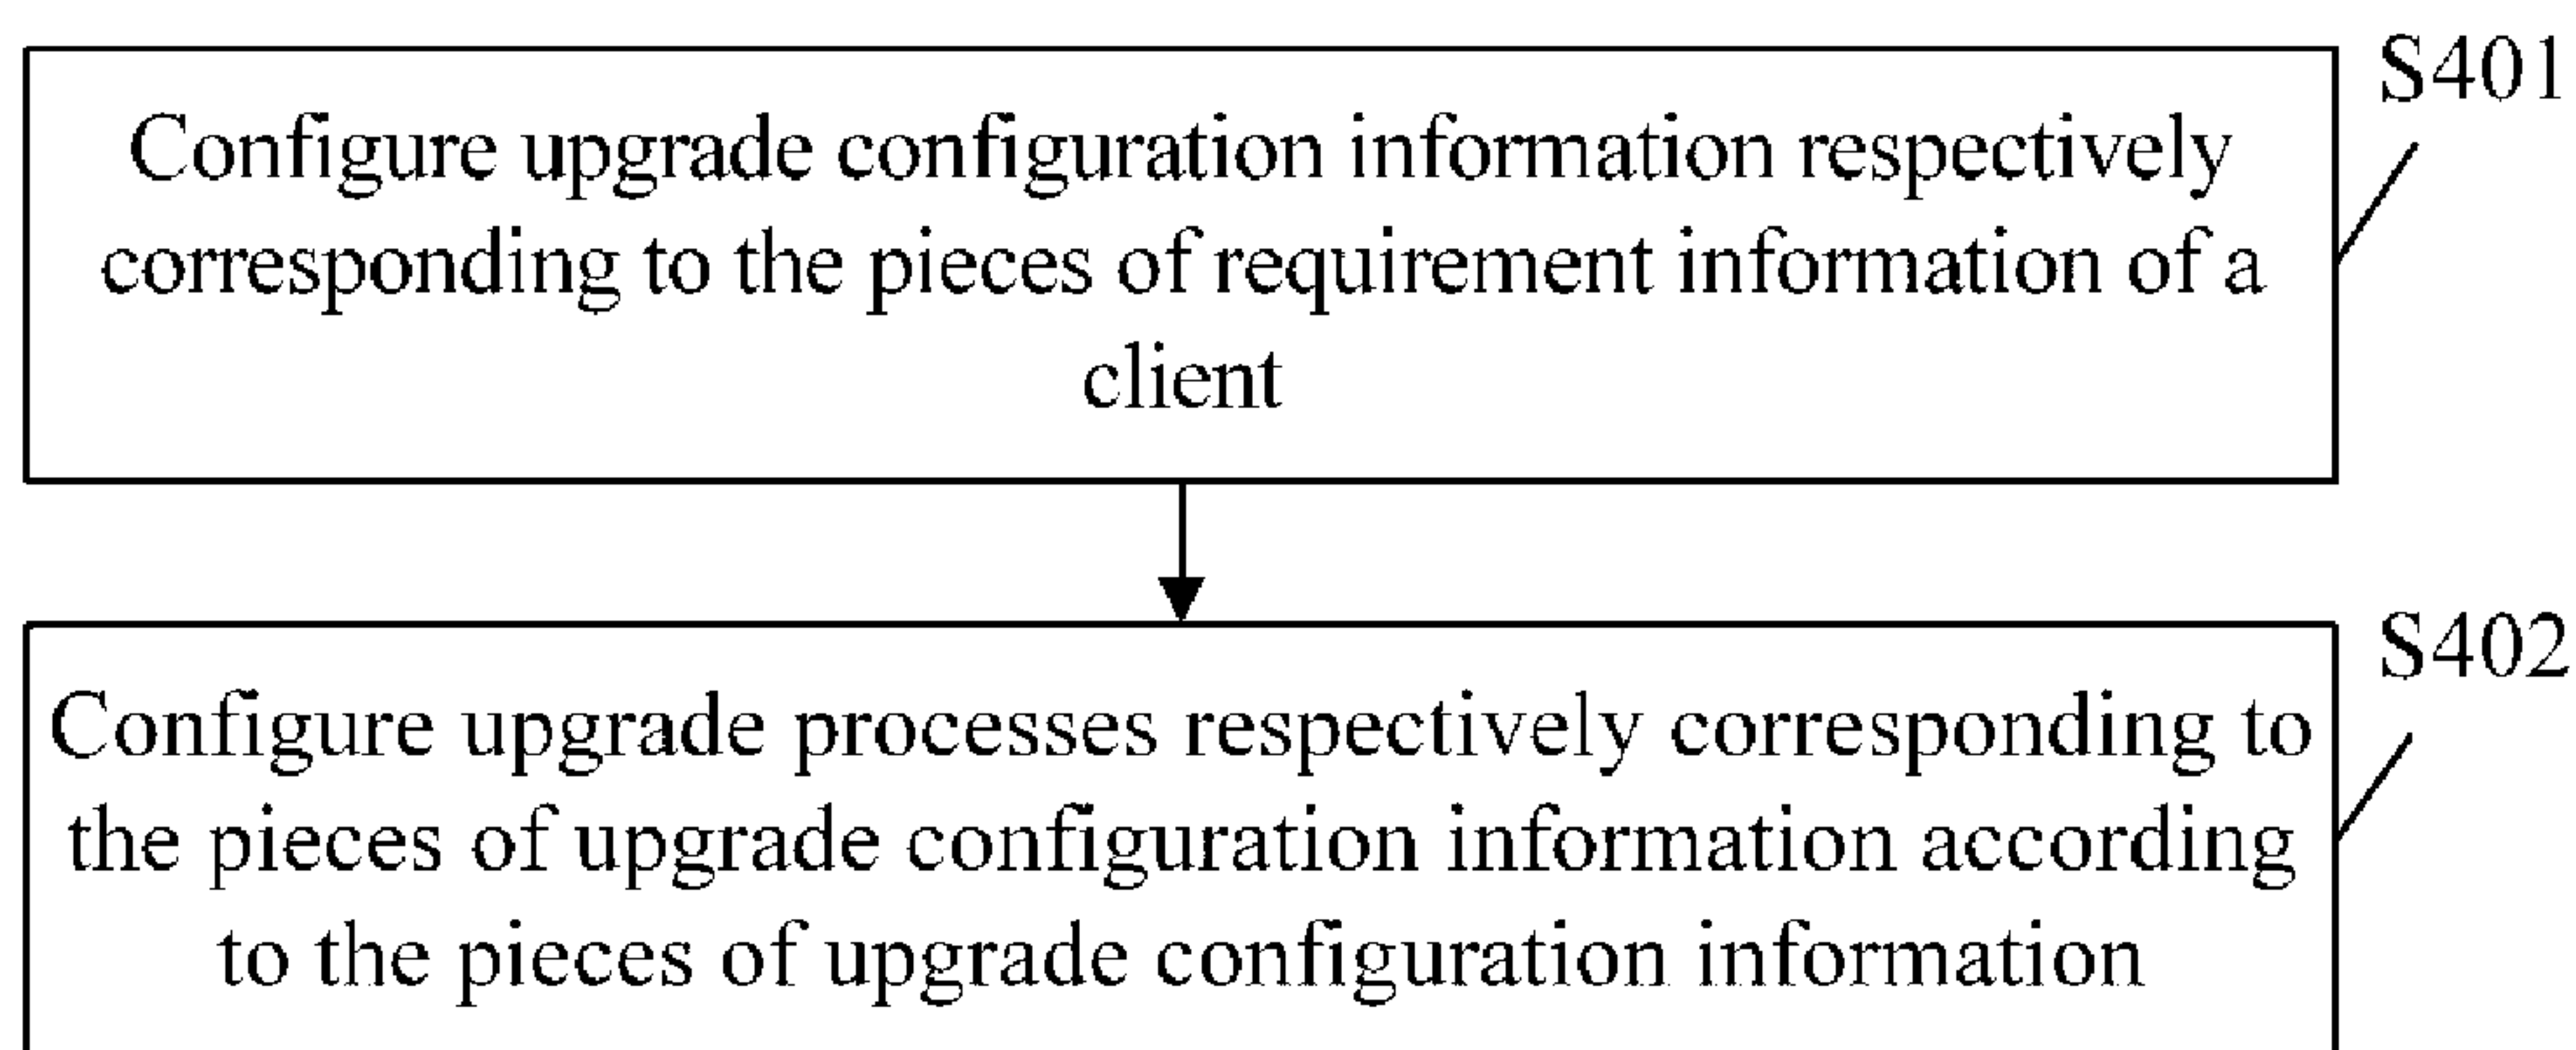 S401
Configure upgrade configuration information respectively
corresponding to the pieces of requirement information of a
client
S402
Configure upgrade processes respectively corresponding to
the pieces of upgrade configuration information according
to the pieces of upgrade configuration information